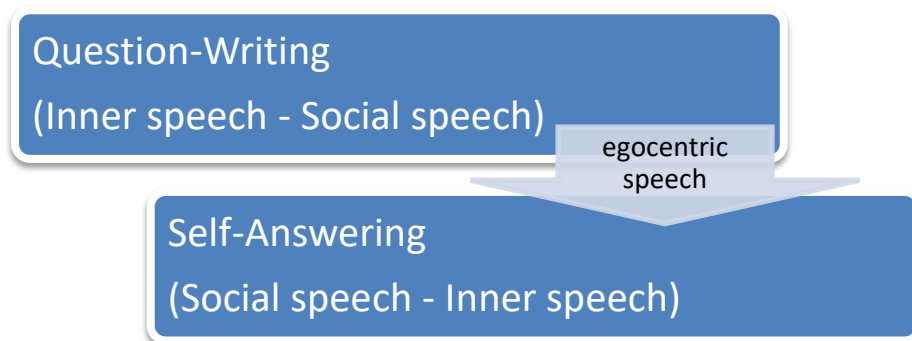 Question-Writing
(Inner speech - Social speech)
egocentric
speech
Self-Answering
(Social speech - Inner speech)